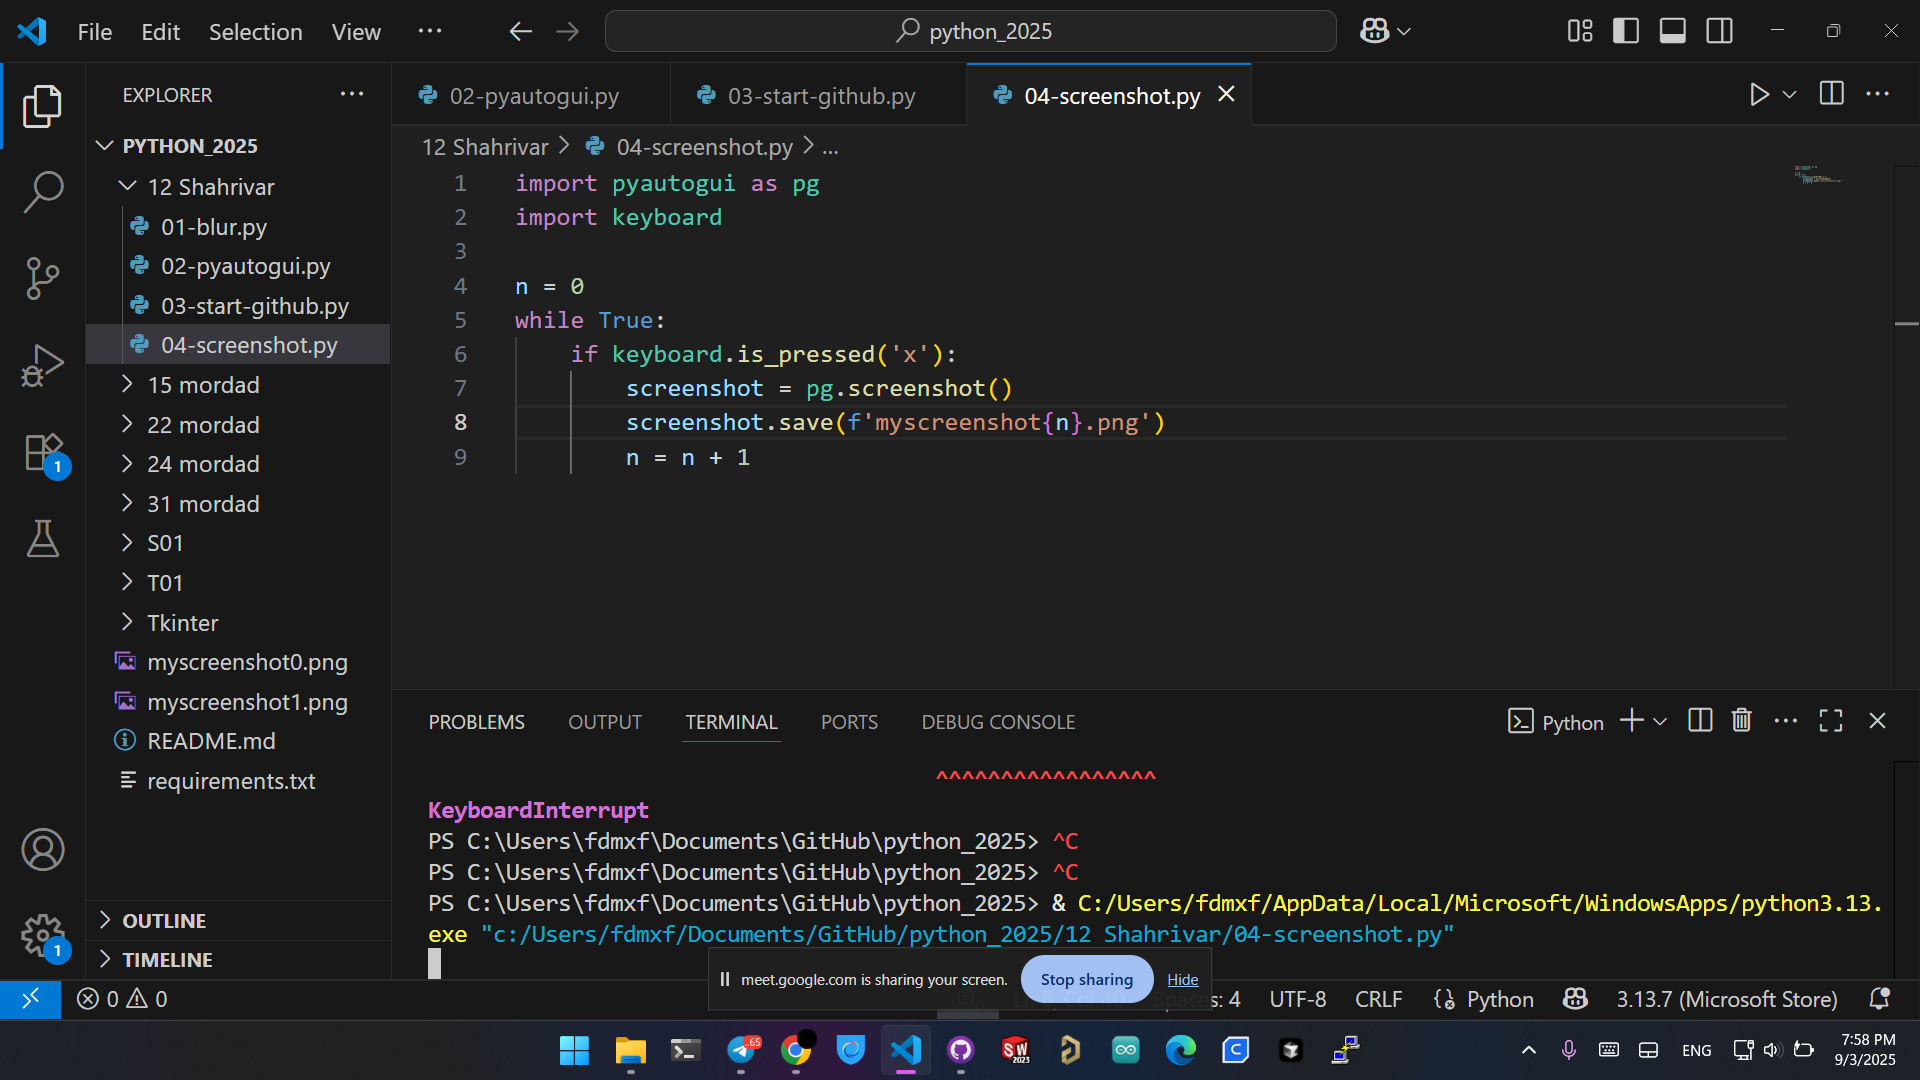 File Edit Selection View ··· python_2025
EXPLORER ···
PYTHON_2025
12 Shahrivar
01-blur.py
02-pyautogui.py
03-start-github.py
04-screenshot.py
15 mordad
22 mordad
24 mordad
31 mordad
S01
T01
Tkinter
myscreenshot0.png
myscreenshot1.png
README.md
requirements.txt
OUTLINE
TIMELINE
1
1
02-pyautogui.py 03-start-github.py 04-screenshot.py
12 Shahrivar > 04-screenshot.py > ...
1 import pyautogui as pg
2 import keyboard
3
4 n = 0
5 while True:
6 if keyboard.is_pressed('x'):
7 screenshot = pg.screenshot()
8 screenshot.save(f'myscreenshot{n}.png')
9 n = n + 1
PROBLEMS OUTPUT TERMINAL PORTS DEBUG CONSOLE Python
^^^^^^^^^^^^^^^^^
KeyboardInterrupt
PS C:\Users\fdmxf\Documents\GitHub\python_2025> ^C
PS C:\Users\fdmxf\Documents\GitHub\python_2025> ^C
PS C:\Users\fdmxf\Documents\GitHub\python_2025> & C:/Users/fdmxf/AppData/Local/Microsoft/WindowsApps/python3.13.
exe "c:/Users/fdmxf/Documents/GitHub/python_2025/12 Shahrivar/04-screenshot.py"
meet.google.com is sharing your screen. Stop sharing Hide
0 0 s: 4 UTF-8 CRLF Python 3.13.7 (Microsoft Store)
.65 SW 2023 ENG 7:58 PM
9/3/2025